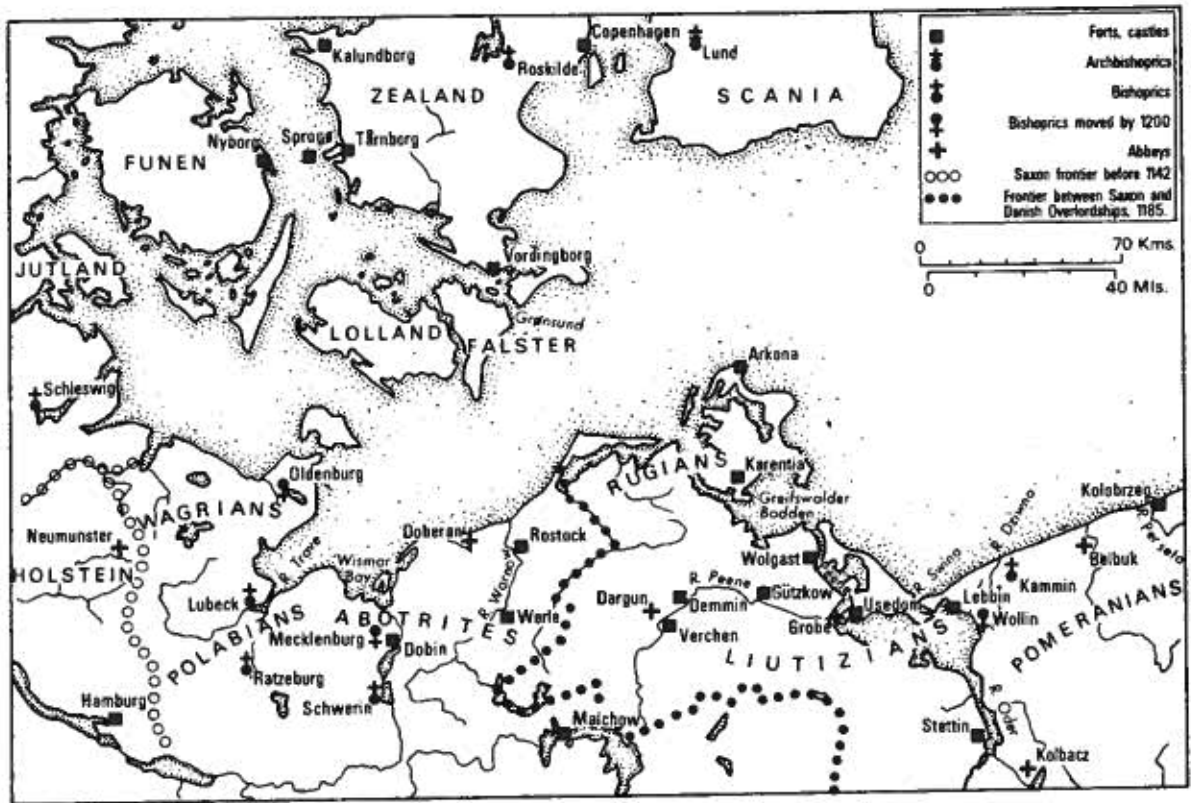 Forts, castles
Archbishoprics
Bishoprics
Bishoprics moved by 1200
Abbeys
Saxon frontier before 1142
Frontier between Saxon and
Danish Overlordships, 1185.
0 70 Kms.
0 40 Mls.
Kalundborg
Copenhagen
Roskilde
Lund
ZEALAND
SCANIA
Nyborg
Sprogø
Tårnborg
FUNEN
JUTLAND
Vordingborg
LOLLAND
FALSTER
Grønsund
Arkona
Schleswig
Oldenburg
RUGIANS
Karentia
Greifswalder
Bodden
Kolobrzeg
R. Persela
WAGRIANS
Neumunster
HOLSTEIN
R. Trave
Wismar
Bay
Doberan
Rostock
R. Warnow
Wolgast
R. Swina
R. Dziwna
Belbuk
Kammin
Lubeck
POLABIANS
ABOTRITES
Mecklenburg
Dobin
Werle
Dargun
Demmin
R. Peene
Gützkow
Usedom
Lebbin
Wollin
Grobe
Verchen
LIUTIZIANS
POMERANIANS
Ratzeburg
Schwerin
Hamburg
Malchow
Stettin
R. Oder
Kolbacz